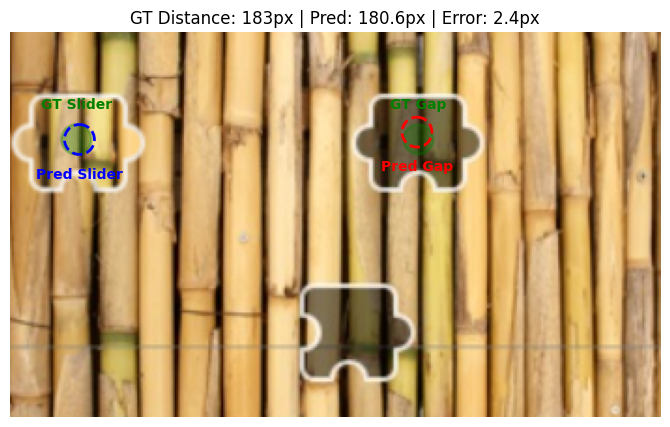 GT Distance: 183px | Pred: 180.6px | Error: 2.4px
GT Slider
GT Gap
Pred Gap
Pred Slider